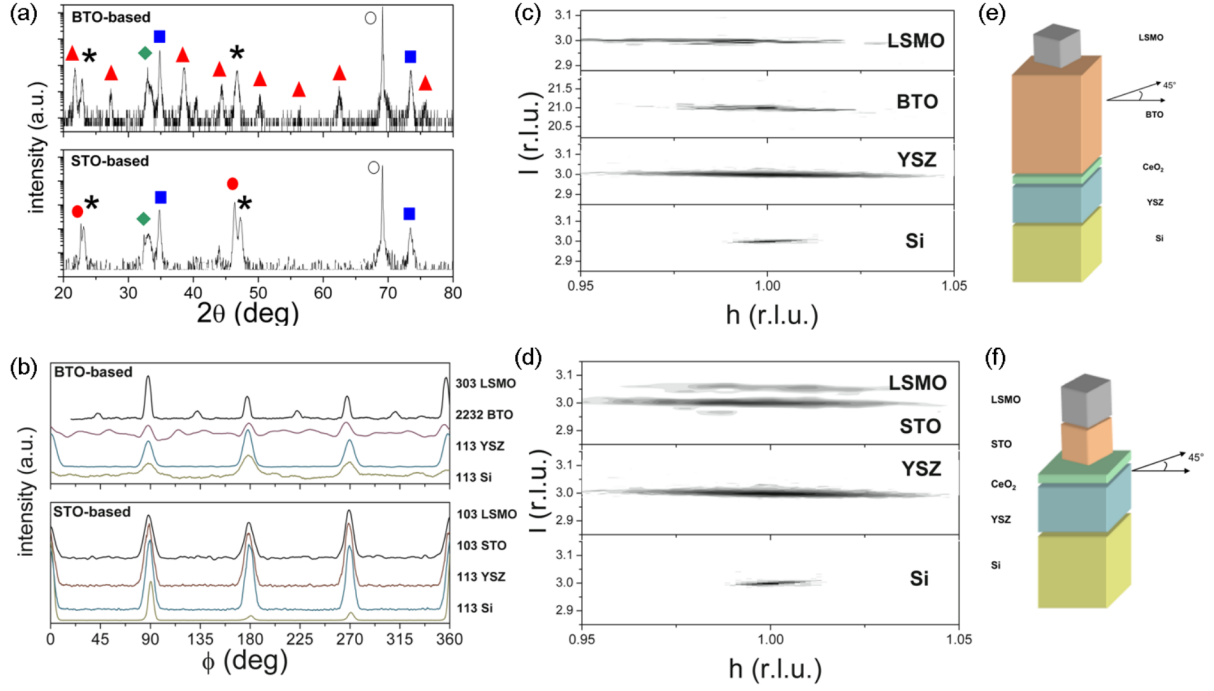 (a)
BTO-based
STO-based
intensity (a.u.)
20 30 40 50 60 70 80
2θ (deg)
(b)
BTO-based
303 LSMO
2232 BTO
113 YSZ
113 Si
STO-based
103 LSMO
103 STO
113 YSZ
113 Si
intensity (a.u.)
0 45 90 135 180 225 270 315 360
ϕ (deg)
(c)
3.1
3.0
2.9
LSMO
21.5
21.0
20.5
BTO
3.1
3.0
2.9
YSZ
3.1
3.0
2.9
Si
l (r.l.u.)
0.95 1.00 1.05
h (r.l.u.)
(d)
3.1
3.0
2.9
LSMO
STO
3.1
3.0
2.9
YSZ
3.1
3.0
2.9
Si
l (r.l.u.)
0.95 1.00 1.05
h (r.l.u.)
(e)
LSMO
45°
BTO
CeO₂
YSZ
Si
(f)
LSMO
STO
45°
CeO₂
YSZ
Si